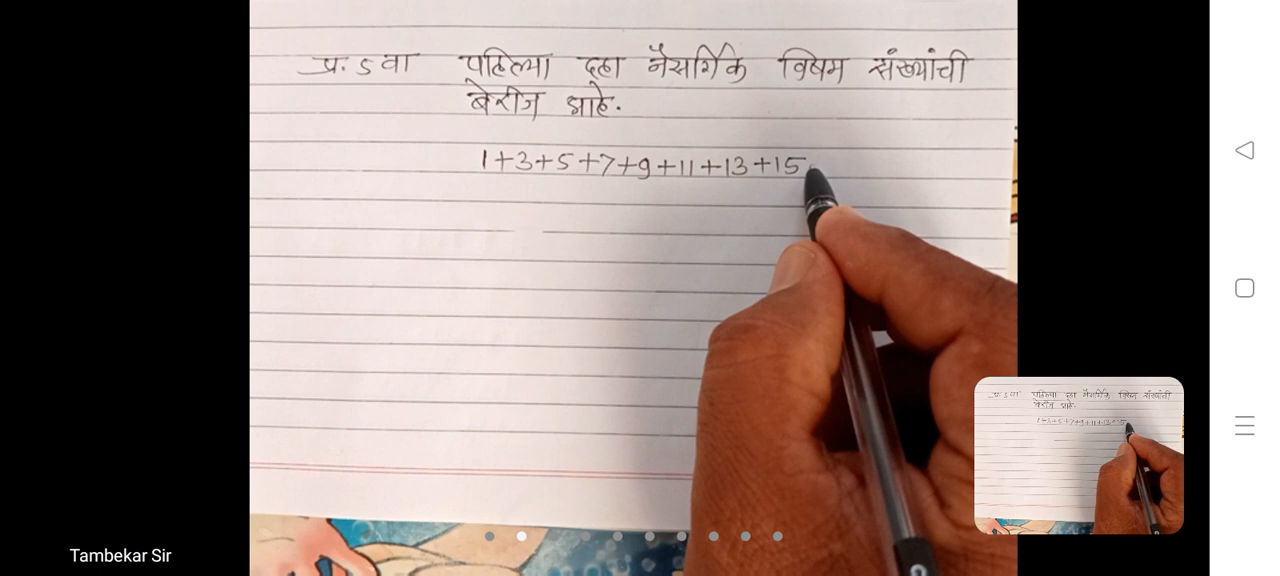 प्र. ५ वा पहिल्या दहा नैसर्गिक विषम संख्यांची
बेरीज आहे.
1+3+5+7+9+11+13+15
Tambekar Sir